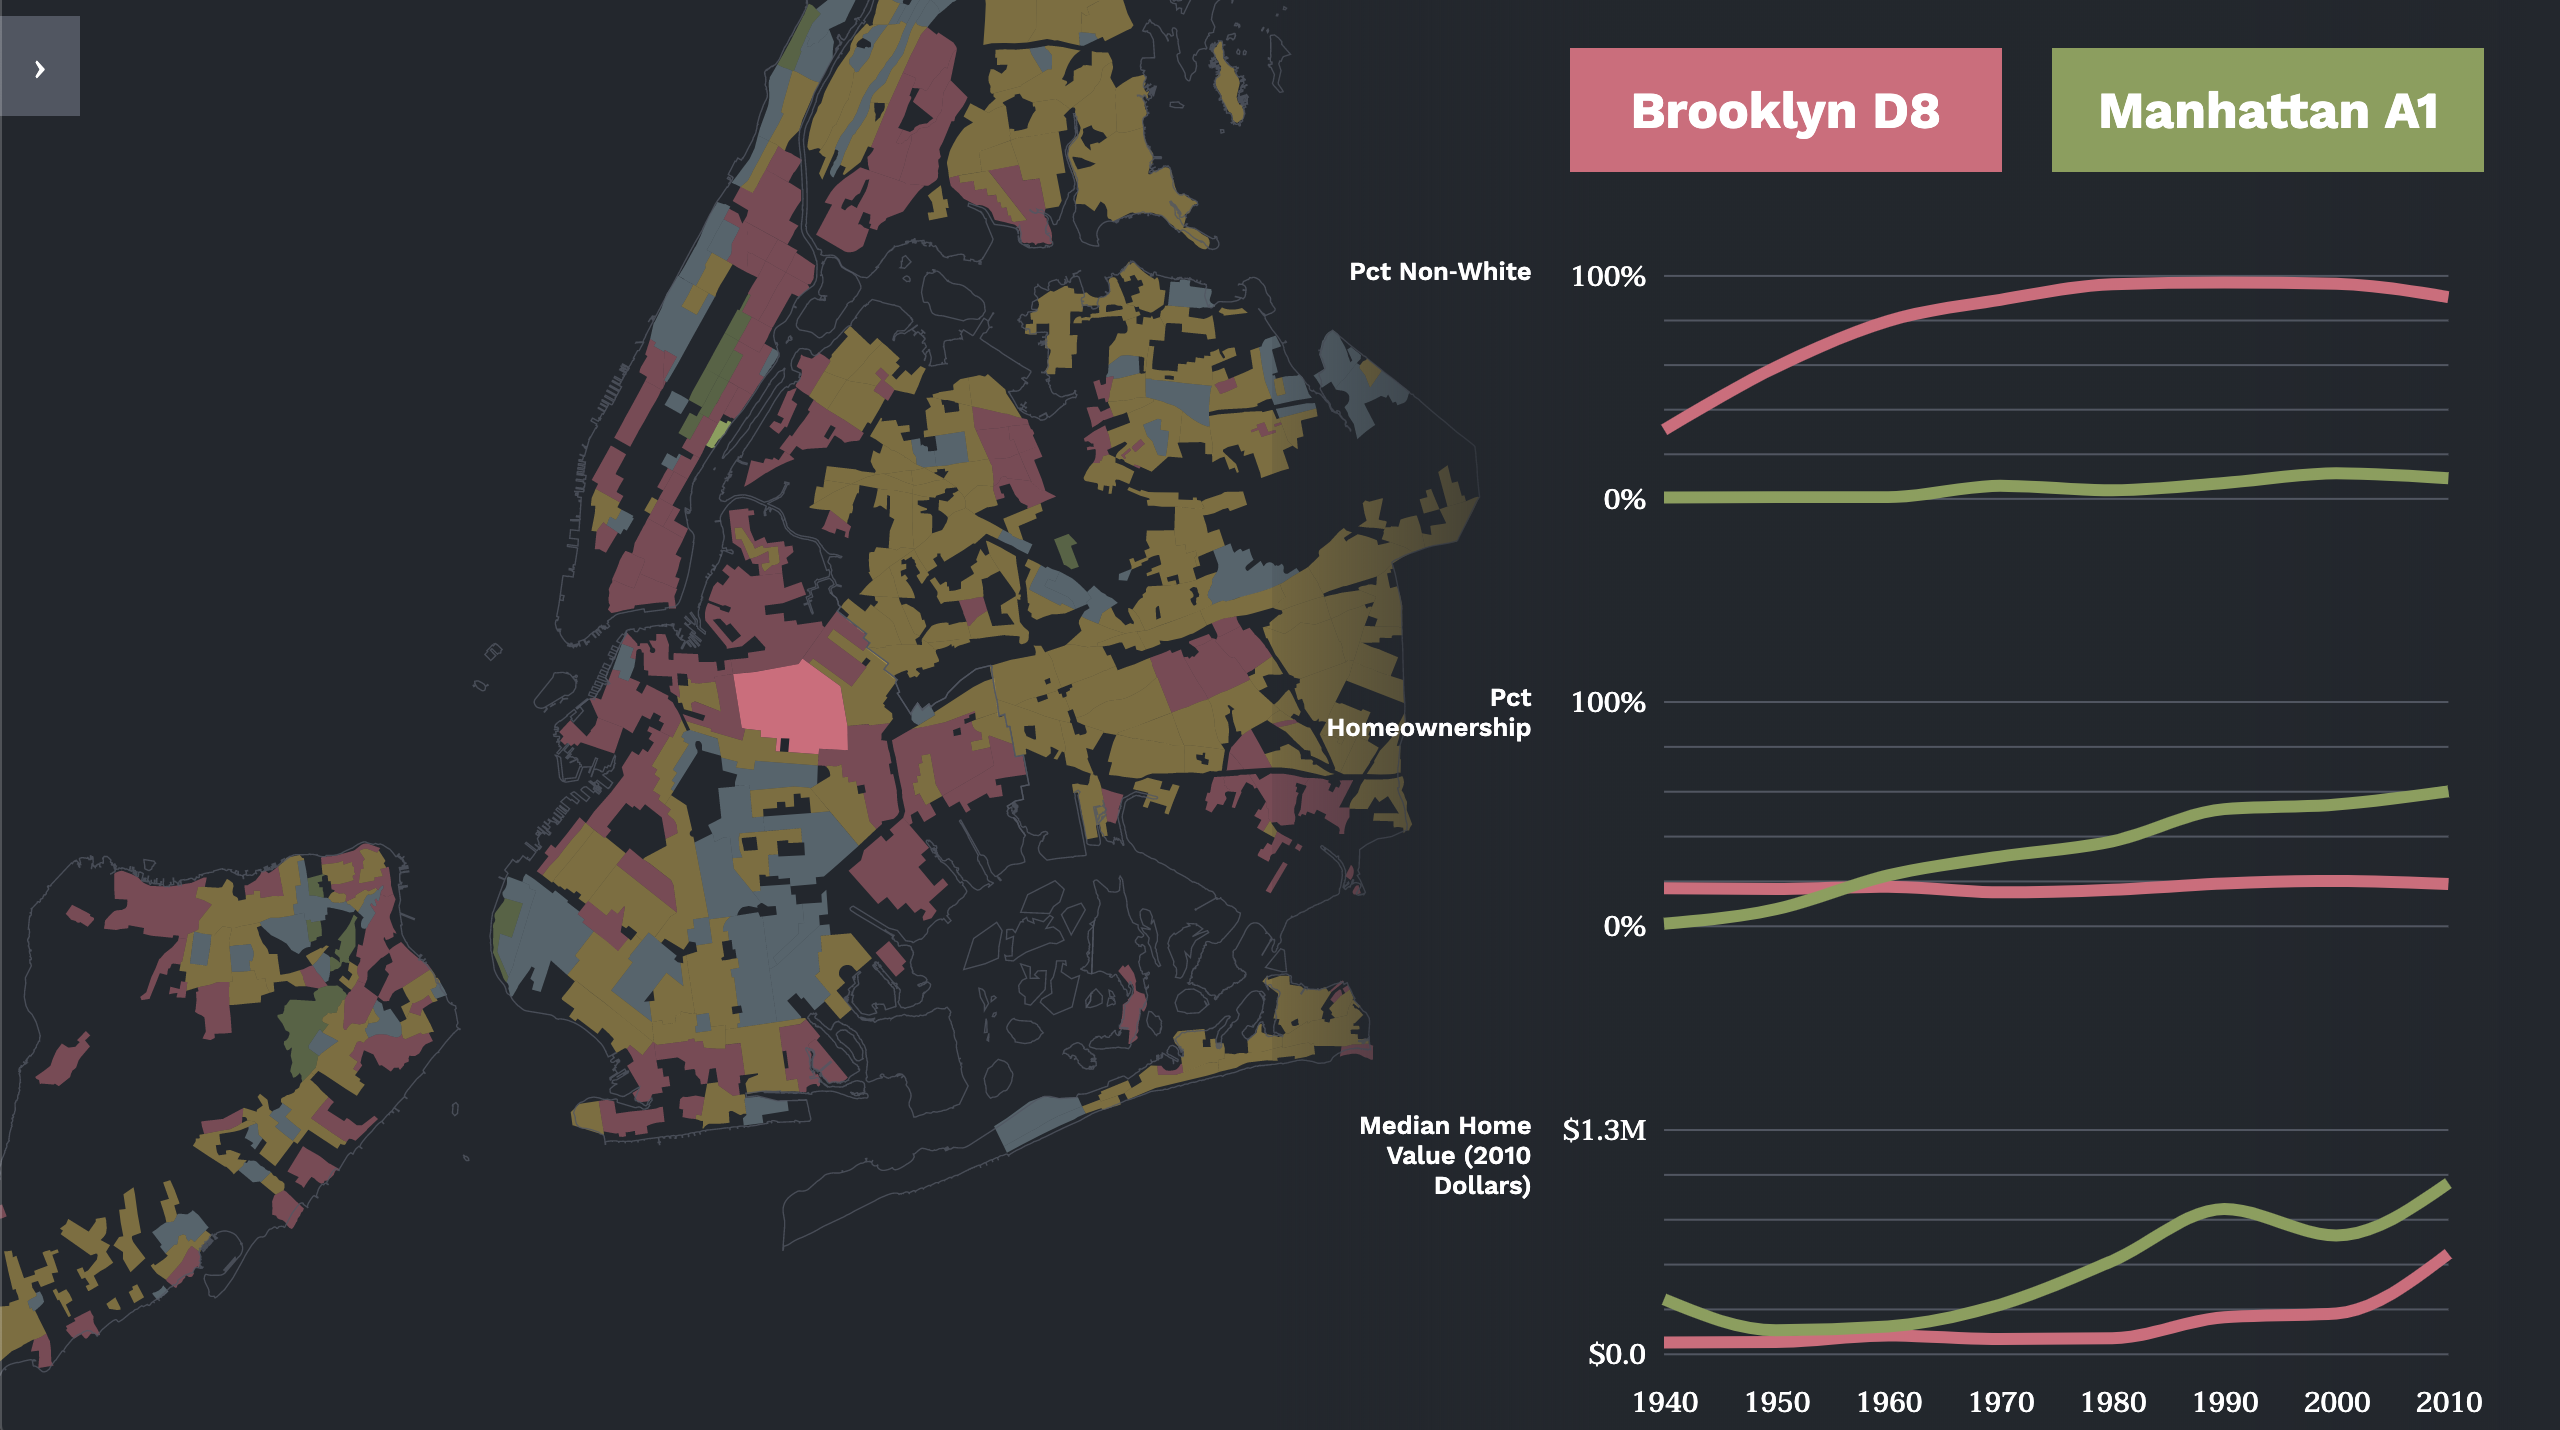 ›
Brooklyn D8
Manhattan A1
Pct Non-White
100%
0%
Pct
Homeownership
100%
0%
Median Home
Value (2010
Dollars)
$1.3M
$0.0
1940 1950 1960 1970 1980 1990 2000 2010